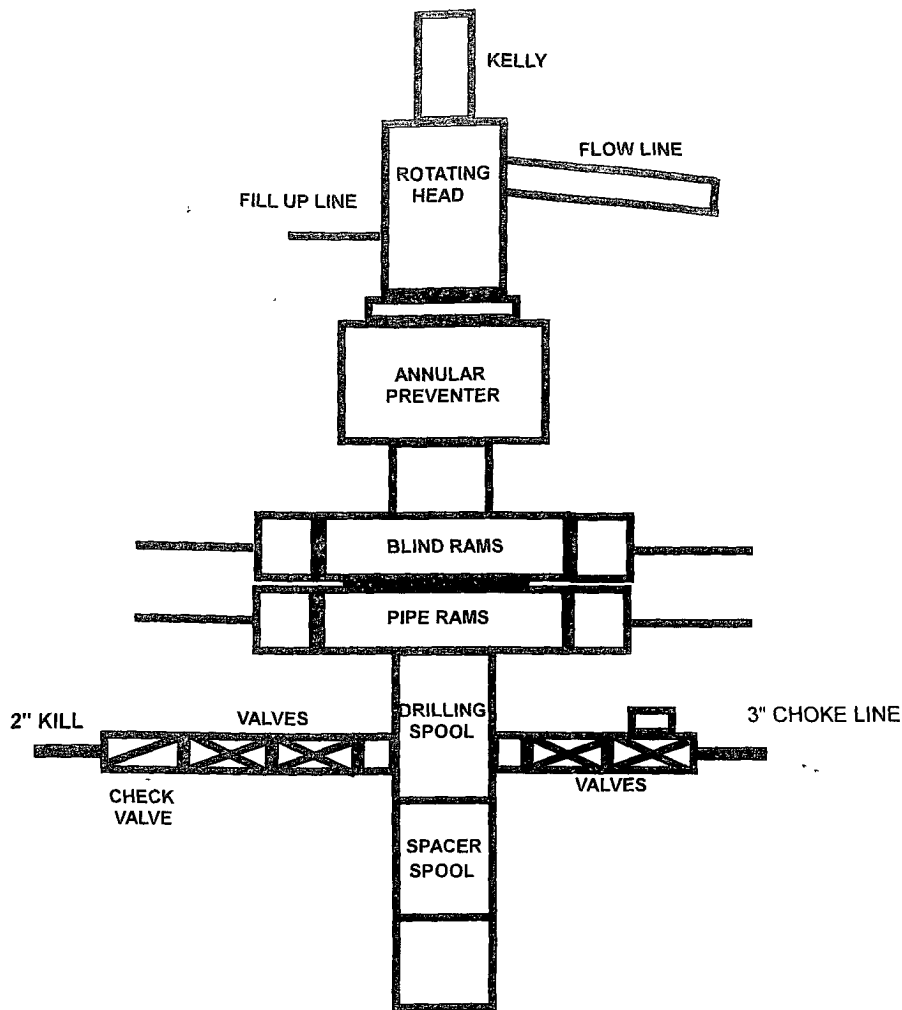 KELLY
FLOW LINE
ROTATING
HEAD
FILL UP LINE
ANNULAR
PREVENTER
BLIND RAMS
PIPE RAMS
2" KILL
VALVES
DRILLING
SPOOL
3" CHOKE LINE
CHECK
VALVE
VALVES
SPACER
SPOOL